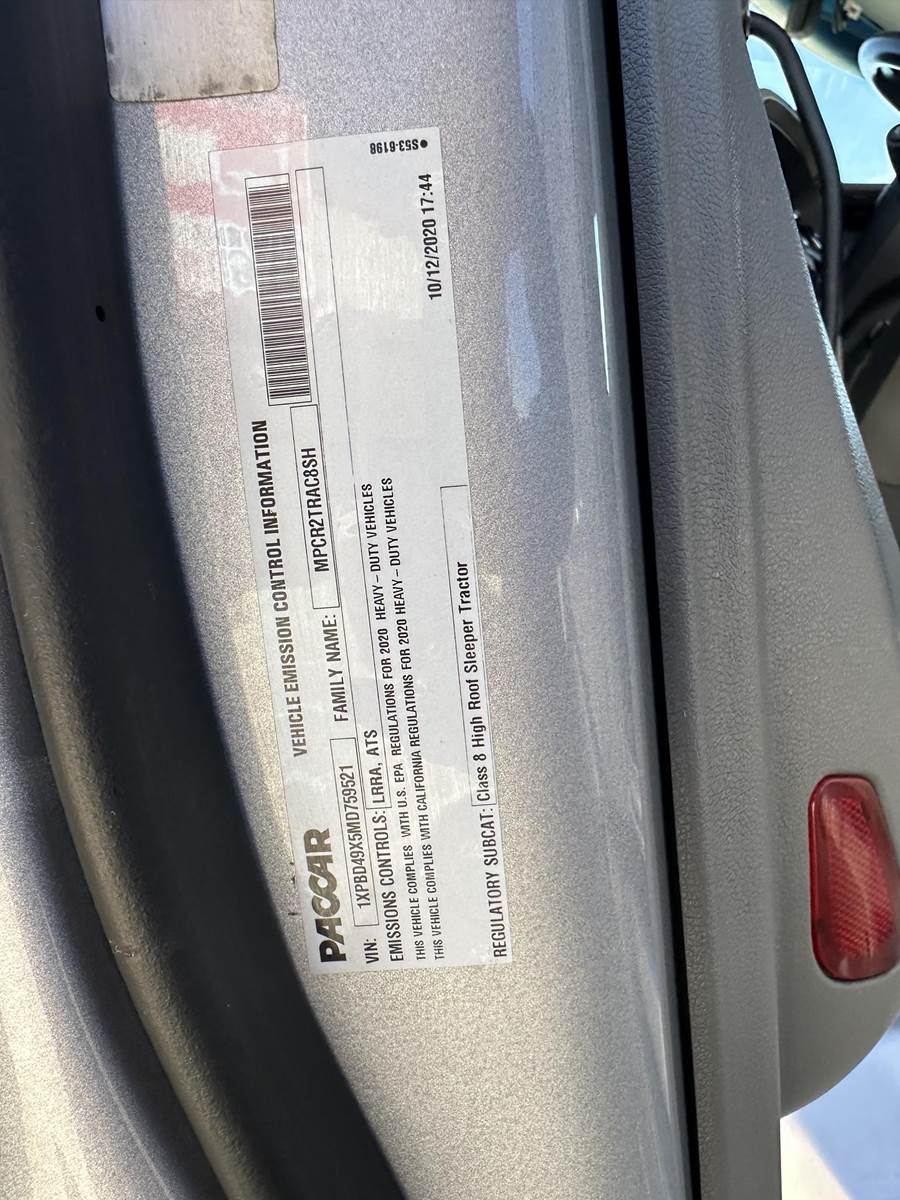 PACCAR VEHICLE EMISSION CONTROL INFORMATION
VIN: 1XPBD49X5MD759521 FAMILY NAME: MPCR2TRAC8SH
EMISSIONS CONTROLS: LRRA, ATS
THIS VEHICLE COMPLIES WITH U.S. EPA REGULATIONS FOR 2020 HEAVY-DUTY VEHICLES
THIS VEHICLE COMPLIES WITH CALIFORNIA REGULATIONS FOR 2020 HEAVY-DUTY VEHICLES
10/12/2020 17:44
REGULATORY SUBCAT: Class 8 High Roof Sleeper Tractor
●S53-6198